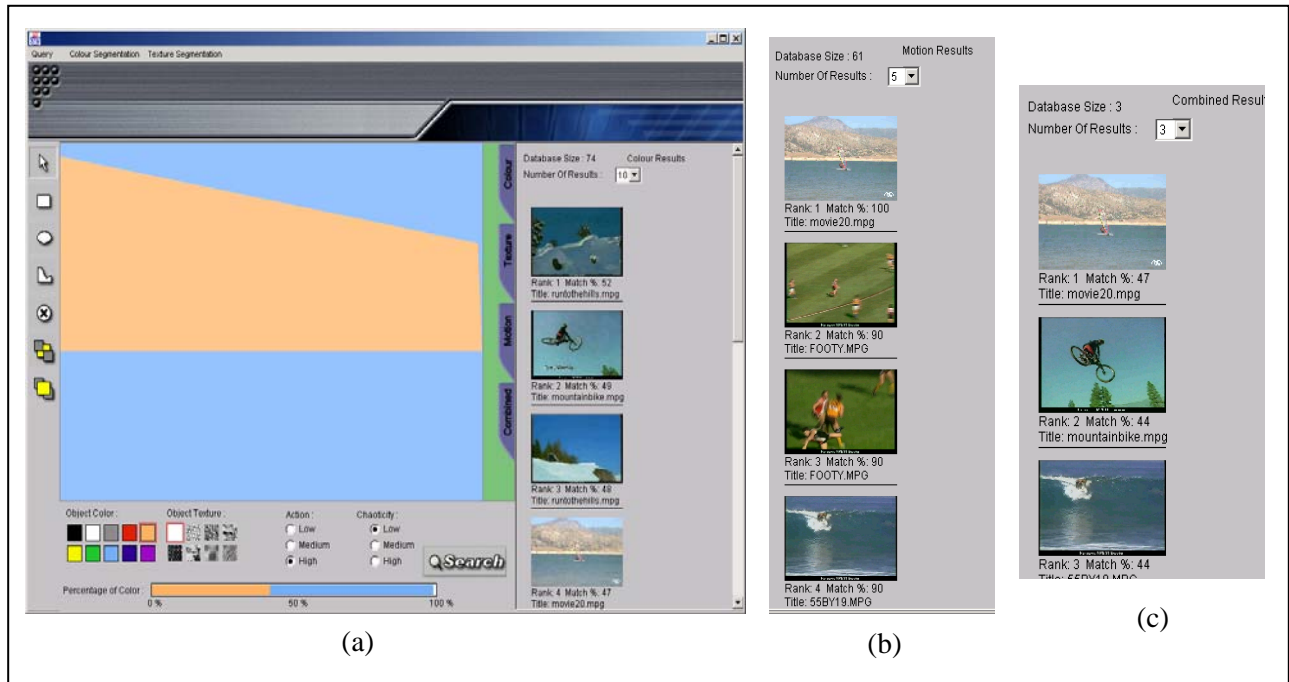 Query Colour Segmentation Texture Segmentation
Colour
Texture
Motion
Combined
Database Size : 74 Colour Results
Number Of Results : 10
Rank: 1 Match %: 52
Title: runtothehills.mpg
Rank: 2 Match %: 49
Title: mountainbike.mpg
Rank: 3 Match %: 48
Title: runtothehills.mpg
Rank: 4 Match %: 47
Title: movie20.mpg
Object Color :
Object Texture :
Action :
Low
Medium
High
Chaoticity :
Low
Medium
High
Search
Percentage of Color :
0 % 50 % 100 %
(a)
Database Size : 61 Motion Results
Number Of Results : 5
Rank: 1 Match %: 100
Title: movie20.mpg
Rank: 2 Match %: 90
Title: FOOTY.MPG
Rank: 3 Match %: 90
Title: FOOTY.MPG
Rank: 4 Match %: 90
Title: 55BY19.MPG
(b)
Database Size : 3 Combined Resul
Number Of Results : 3
Rank: 1 Match %: 47
Title: movie20.mpg
Rank: 2 Match %: 44
Title: mountainbike.mpg
Rank: 3 Match %: 44
Title: 55BY19.MPG
(c)